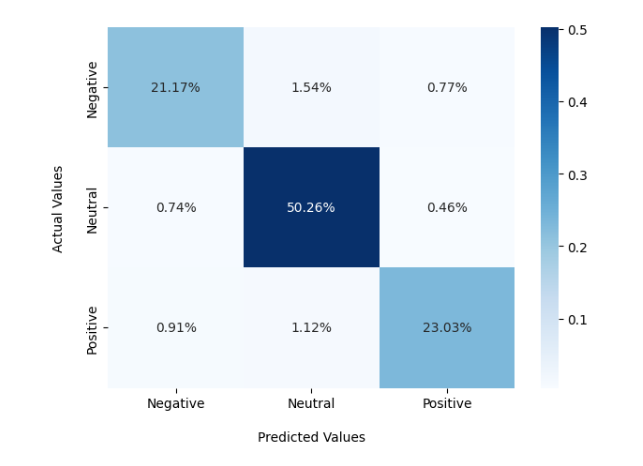 Actual Values
Negative
Neutral
Positive
21.17% 1.54% 0.77%
0.74% 50.26% 0.46%
0.91% 1.12% 23.03%
Negative Neutral Positive
Predicted Values
0.5
0.4
0.3
0.2
0.1